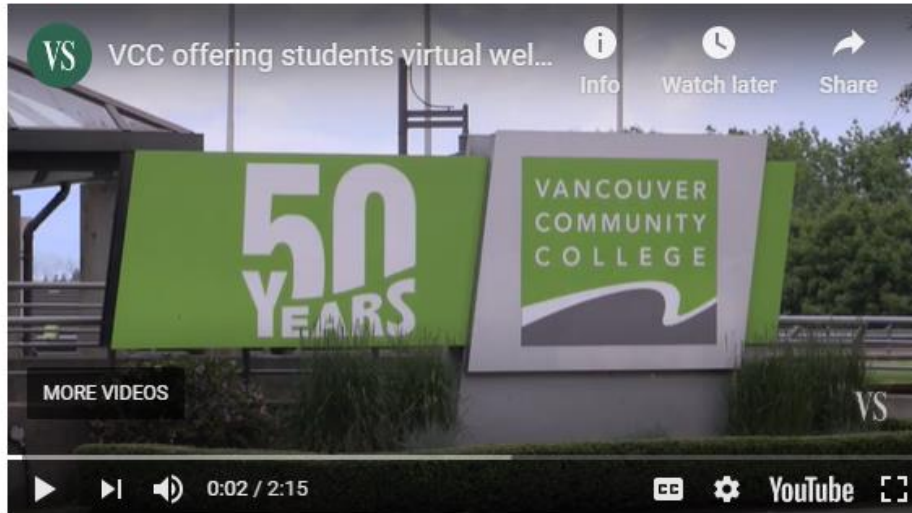 VS
VCC offering students virtual wel...
Info
Watch later
Share
50
YEARS
VANCOUVER
COMMUNITY
COLLEGE
MORE VIDEOS
VS
0:02 / 2:15
CC
YouTube